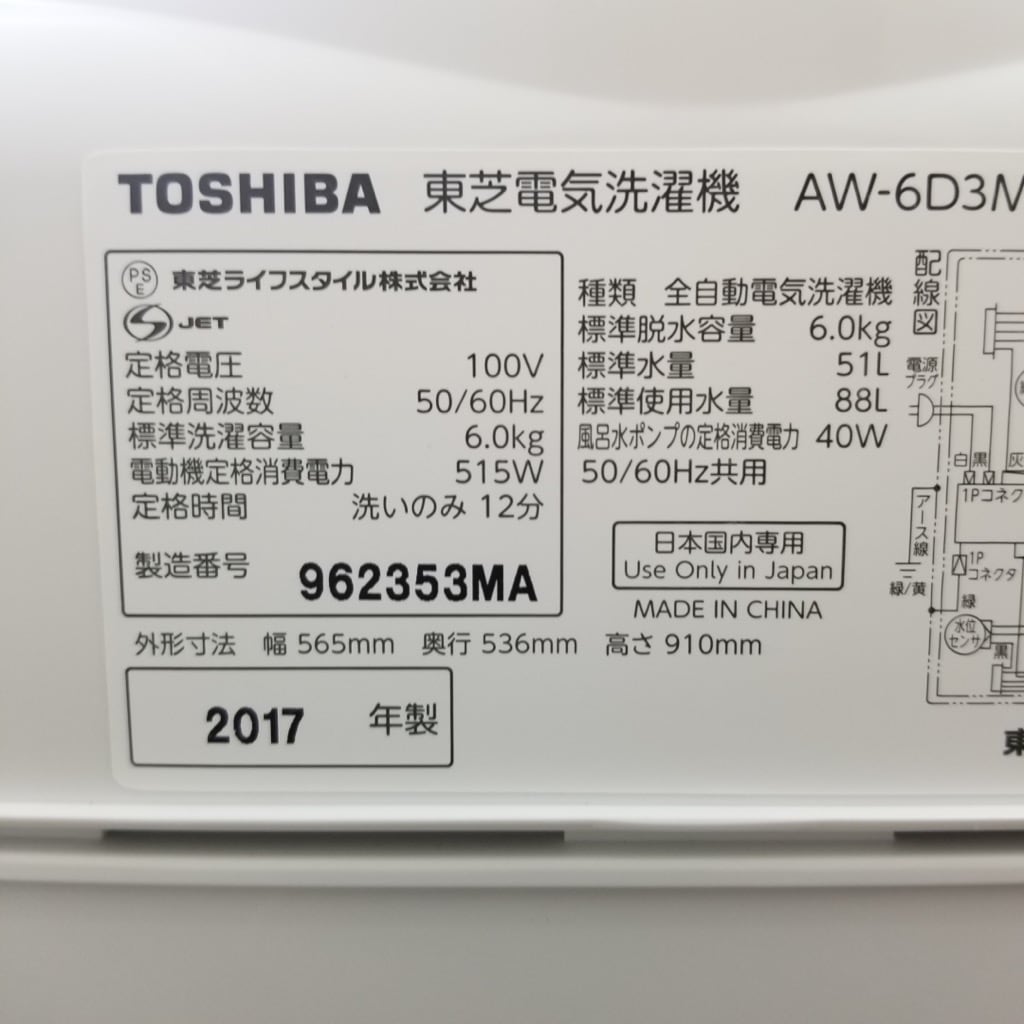 TOSHIBA 東芝電気洗濯機 AW-6D3M
PSE 東芝ライフスタイル株式会社
S JET
定格電圧 100V
定格周波数 50/60Hz
標準洗濯容量 6.0kg
電動機定格消費電力 515W
定格時間 洗いのみ 12分
製造番号 962353MA
種類 全自動電気洗濯機
標準脱水容量 6.0kg
標準水量 51L
標準使用水量 88L
風呂水ポンプの定格消費電力 40W
50/60Hz共用
日本国内専用
Use Only in Japan
MADE IN CHINA
外形寸法 幅 565mm 奥行 536mm 高さ 910mm
2017 年製
配線図
電源
プラグ
白 黒 灰
1Pコネク
アース線
緑/黄
1P
コネクタ
緑
水位
センサ
黒
東